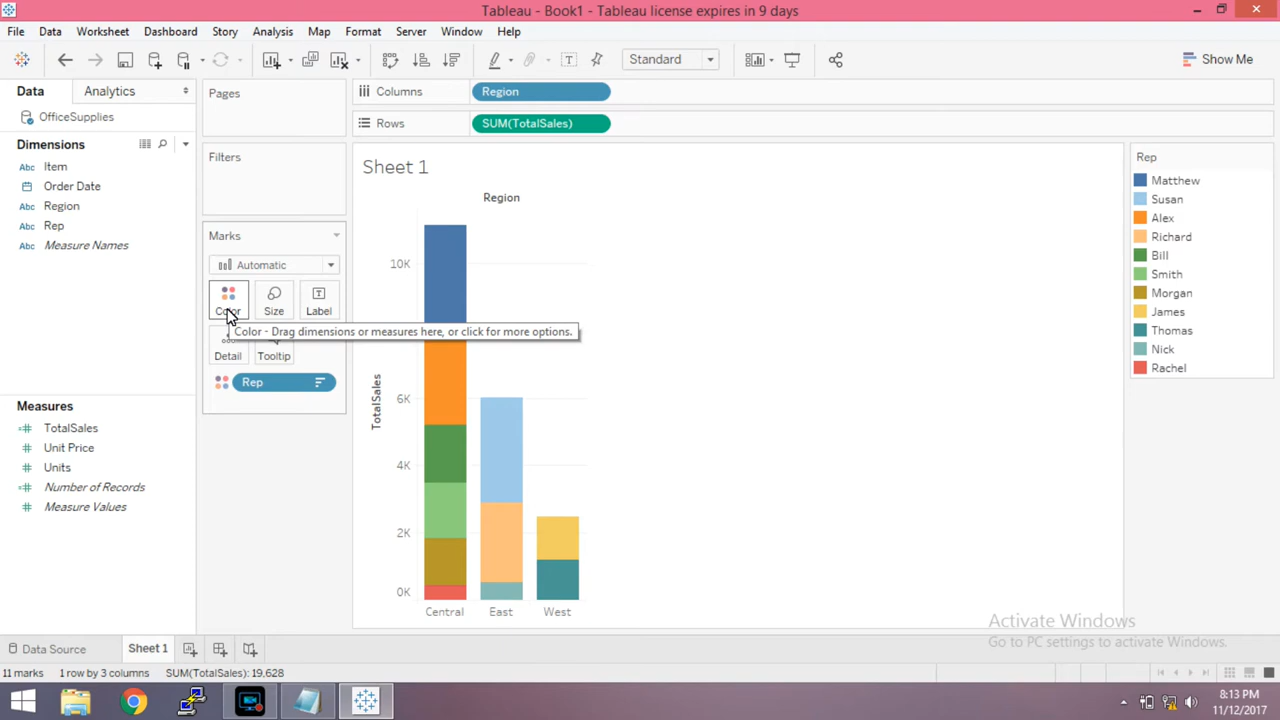 Tableau - Book1 - Tableau license expires in 9 days
File Data Worksheet Dashboard Story Analysis Map Format Server Window Help
Standard
Show Me
Data
Analytics
OfficeSupplies
Dimensions
Abc Item
Order Date
Abc Region
Abc Rep
Abc Measure Names
Measures
TotalSales
Unit Price
Units
Number of Records
Measure Values
Pages
Filters
Marks
Automatic
Color
Size
Label
Color - Drag dimensions or measures here, or click for more options.
Detail
Tooltip
Rep
Columns
Region
Rows
SUM(TotalSales)
Sheet 1
Region
TotalSales
10K
6K
4K
2K
0K
Central
East
West
Rep
Matthew
Susan
Alex
Richard
Bill
Smith
Morgan
James
Thomas
Nick
Rachel
Activate Windows
Go to PC settings to activate Windows.
Data Source
Sheet 1
11 marks
1 row by 3 columns
SUM(TotalSales): 19,628
8:13 PM
11/12/2017